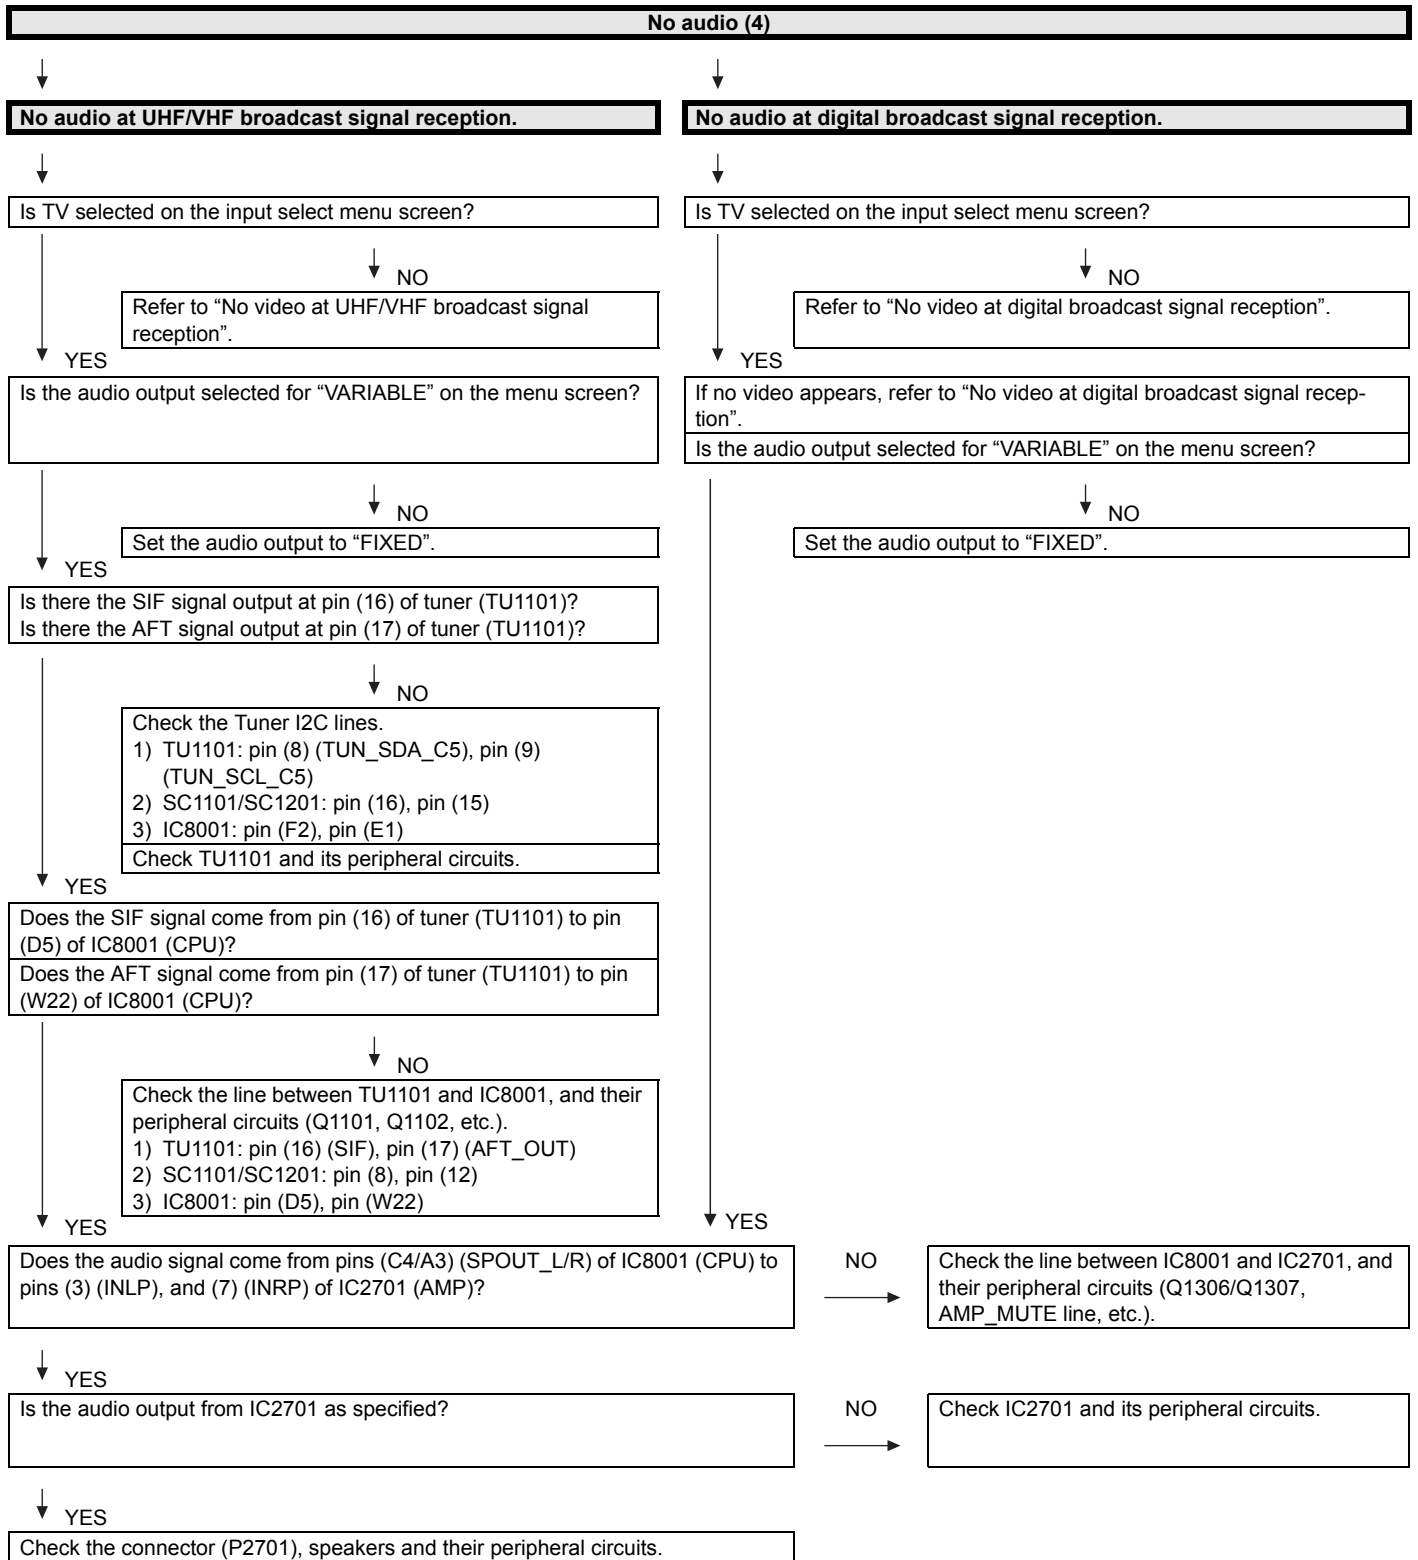 No audio (4)
No audio at UHF/VHF broadcast signal reception.
No audio at digital broadcast signal reception.
Is TV selected on the input select menu screen?
Is TV selected on the input select menu screen?
NO
NO
Refer to “No video at UHF/VHF broadcast signal
reception”.
Refer to “No video at digital broadcast signal reception”.
YES
YES
Is the audio output selected for “VARIABLE” on the menu screen?
If no video appears, refer to “No video at digital broadcast signal recep-
tion”.
Is the audio output selected for “VARIABLE” on the menu screen?
NO
NO
Set the audio output to “FIXED”.
Set the audio output to “FIXED”.
YES
Is there the SIF signal output at pin (16) of tuner (TU1101)?
Is there the AFT signal output at pin (17) of tuner (TU1101)?
NO
Check the Tuner I2C lines.
1) TU1101: pin (8) (TUN_SDA_C5), pin (9)
(TUN_SCL_C5)
2) SC1101/SC1201: pin (16), pin (15)
3) IC8001: pin (F2), pin (E1)
Check TU1101 and its peripheral circuits.
YES
Does the SIF signal come from pin (16) of tuner (TU1101) to pin
(D5) of IC8001 (CPU)?
Does the AFT signal come from pin (17) of tuner (TU1101) to pin
(W22) of IC8001 (CPU)?
NO
Check the line between TU1101 and IC8001, and their
peripheral circuits (Q1101, Q1102, etc.).
1) TU1101: pin (16) (SIF), pin (17) (AFT_OUT)
2) SC1101/SC1201: pin (8), pin (12)
3) IC8001: pin (D5), pin (W22)
YES
YES
Does the audio signal come from pins (C4/A3) (SPOUT_L/R) of IC8001 (CPU) to
pins (3) (INLP), and (7) (INRP) of IC2701 (AMP)?
NO
Check the line between IC8001 and IC2701, and
their peripheral circuits (Q1306/Q1307,
AMP_MUTE line, etc.).
YES
Is the audio output from IC2701 as specified?
NO
Check IC2701 and its peripheral circuits.
YES
Check the connector (P2701), speakers and their peripheral circuits.